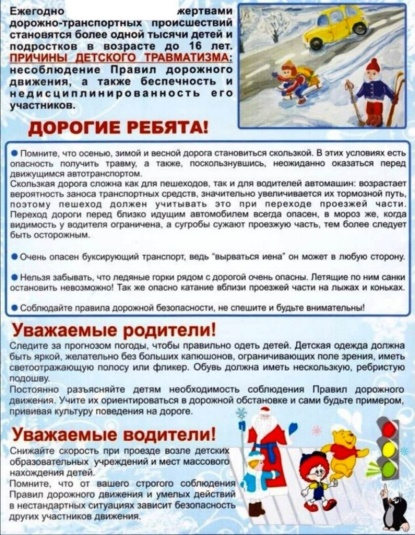 Ежегодно жертвами
дорожно-транспортных происшествий
становятся более одной тысячи детей и
подростков в возрасте до 16 лет.
ПРИЧИНЫ ДЕТСКОГО ТРАВМАТИЗМА:
несоблюдение Правил дорожного
движения, а также беспечность и
недисциплинированность его
участников.
ДОРОГИЕ РЕБЯТА!
● Помните, что осенью, зимой и весной дорога становиться скользкой. В этих условиях есть
опасность получить травму, а также, поскользнувшись, неожиданно оказаться перед
движущимся автотранспортом.
Скользкая дорога сложна как для пешеходов, так и для водителей автомашин: возрастает
вероятность заноса транспортных средств, значительно увеличивается их тормозной путь,
поэтому пешеход должен учитывать это при переходе проезжей части.
Переход дороги перед близко идущим автомобилем всегда опасен, в мороз же, когда
видимость у водителя ограничена, а сугробы сужают проезжую часть, тем более следует
быть осторожным.
● Очень опасен буксирующий транспорт, ведь "вырваться иена" он может в любую сторону.
● Нельзя забывать, что ледяные горки рядом с дорогой очень опасны. Летящие по ним санки
остановить невозможно! Так же опасно катание вблизи проезжей части на лыжах и коньках.
● Соблюдайте правила дорожной безопасности, не спешите и будьте внимательны!
Уважаемые родители!
Следите за прогнозом погоды, чтобы правильно одеть детей. Детская одежда должна
быть яркой, желательно без больших капюшонов, ограничивающих поле зрения, иметь
светоотражающую полосу или фликер. Обувь должна иметь нескользкую, ребристую
подошву.
Постоянно разъясняйте детям необходимость соблюдения Правил дорожного
движения. Учите их ориентироваться в дорожной обстановке и сами будьте примером,
прививая культуру поведения на дороге.
Уважаемые водители!
Снижайте скорость при проезде возле детских
образовательных учреждений и мест массового
нахождения детей.
Помните, что от вашего строгого соблюдения
Правил дорожного движения и умелых действий
в нестандартных ситуациях зависит безопасность
других участников движения.